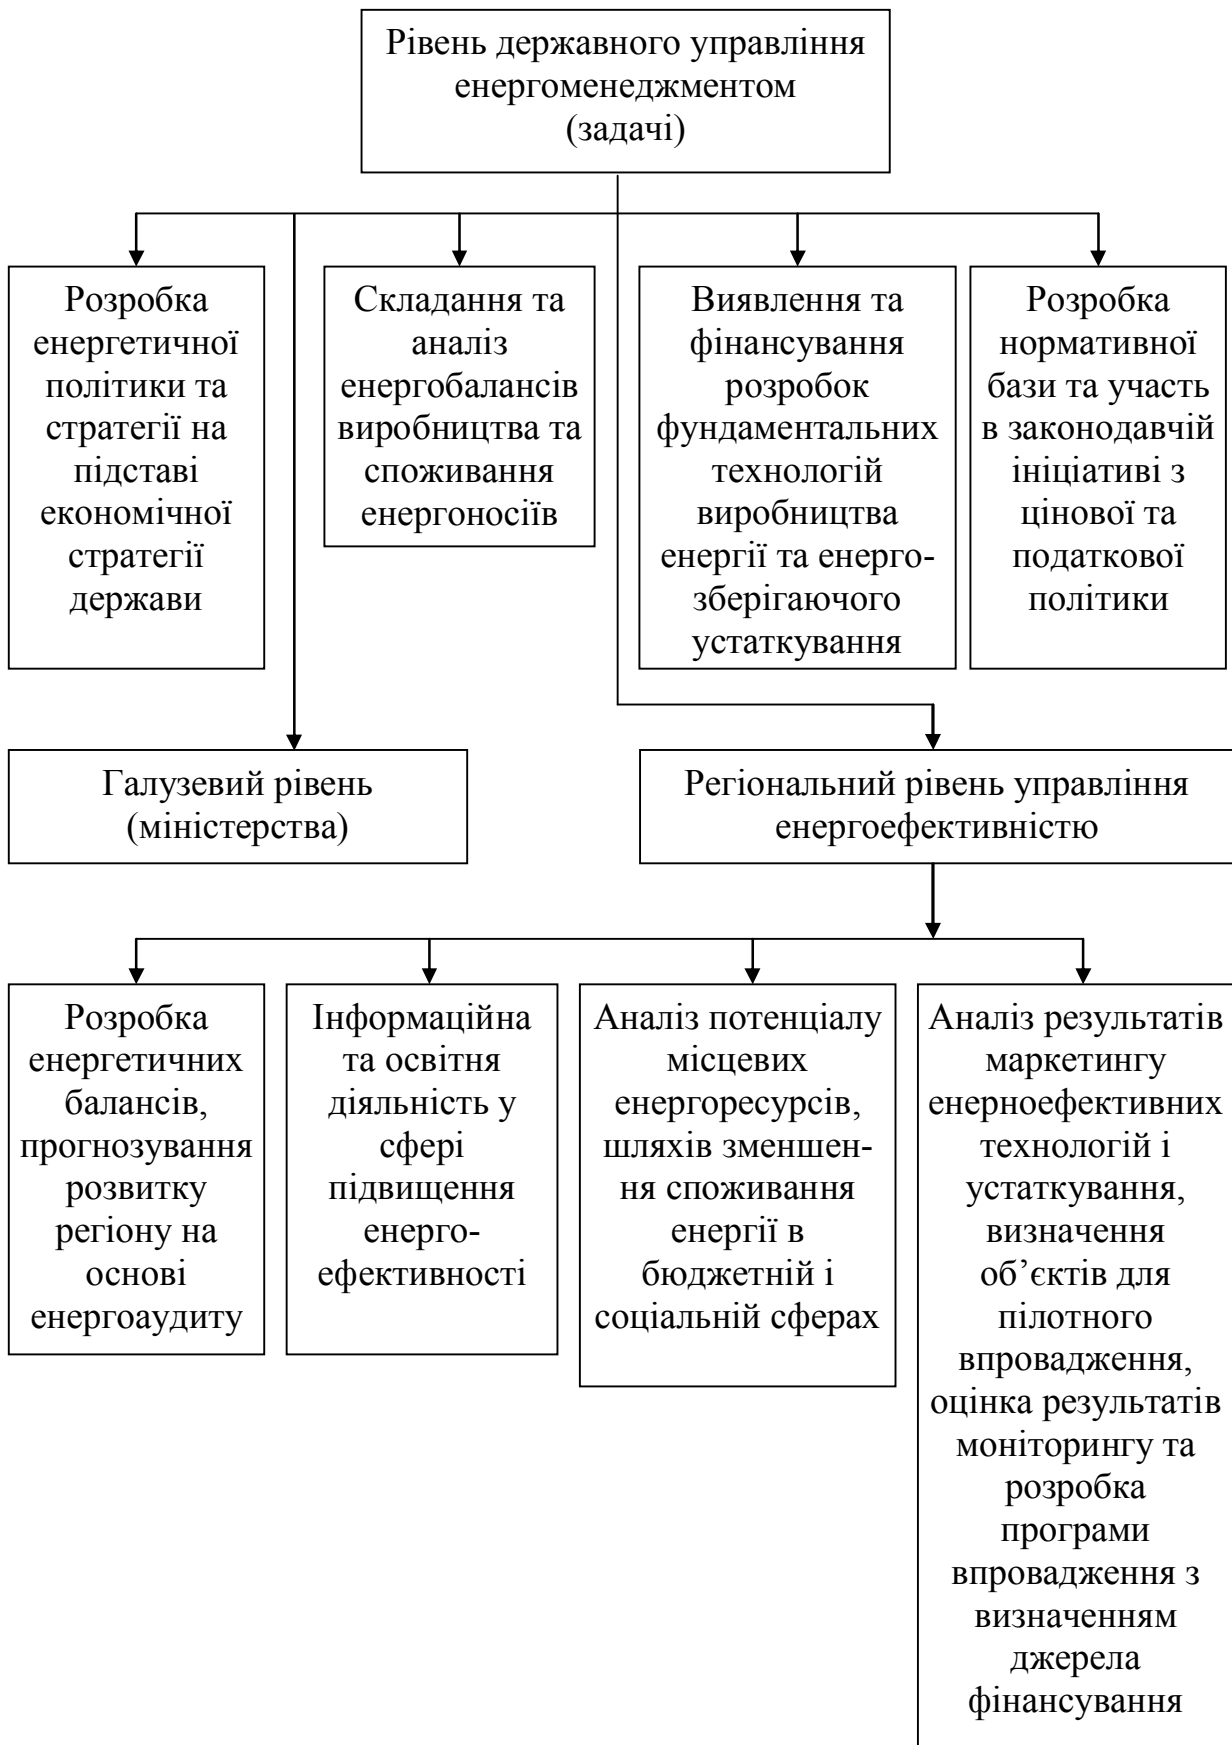 Рівень державного управління
енергоменеджментом
(задачі)
Розробка
енергетичної
політики та
стратегії на
підставі
економічної
стратегії
держави
Складання та
аналіз
енергобалансів
виробництва та
споживання
енергоносіїв
Виявлення та
фінансування
розробок
фундаментальних
технологій
виробництва
енергії та енерго-
зберігаючого
устаткування
Розробка
нормативної
бази та участь
в законодавчій
ініціативі з
цінової та
податкової
політики
Галузевий рівень
(міністерства)
Регіональний рівень управління
енергоефективністю
Розробка
енергетичних
балансів,
прогнозування
розвитку
регіону на
основі
енергоаудиту
Інформаційна
та освітня
діяльність у
сфері
підвищення
енерго-
ефективності
Аналіз потенціалу
місцевих
енергоресурсів,
шляхів зменшен-
ня споживання
енергії в
бюджетній і
соціальній сферах
Аналіз результатів
маркетингу
енерноефективних
технологій і
устаткування,
визначення
об’єктів для
пілотного
впровадження,
оцінка результатів
моніторингу та
розробка
програми
впровадження з
визначенням
джерела
фінансування